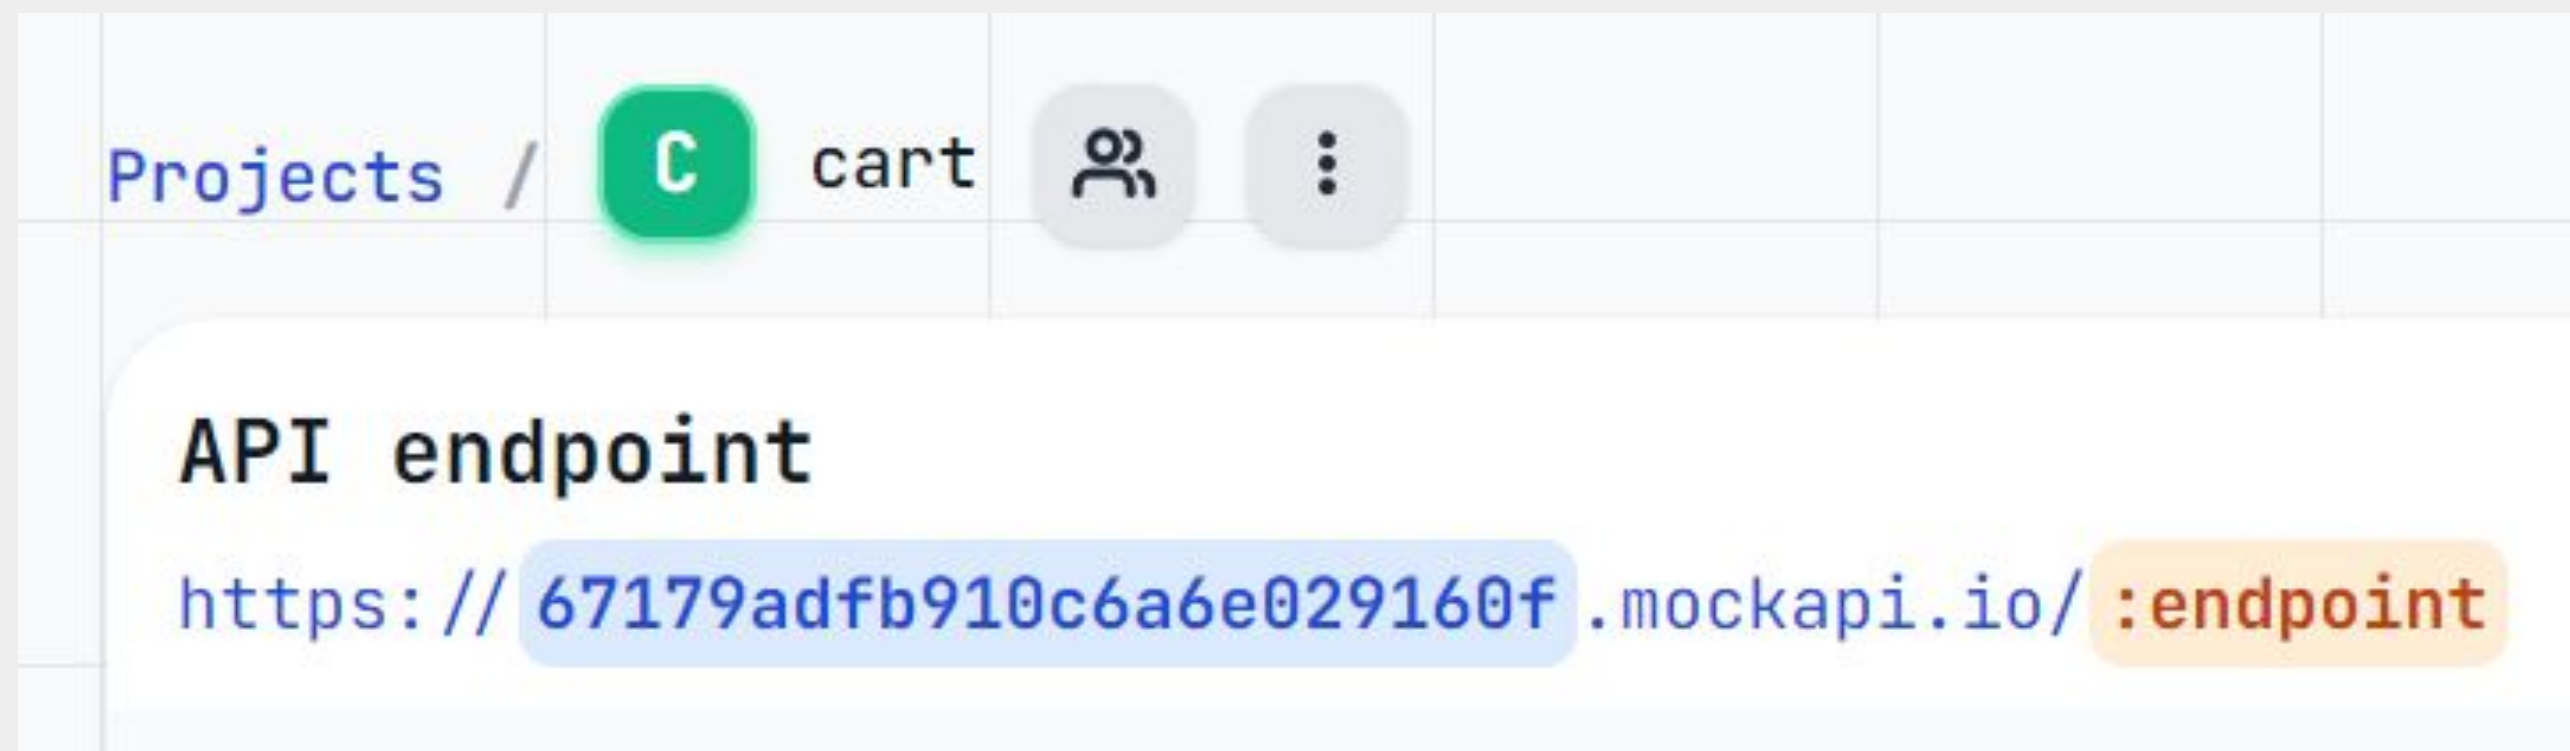 Projects / C cart
API endpoint
https://67179adfb910c6a6e029160f.mockapi.io/:endpoint